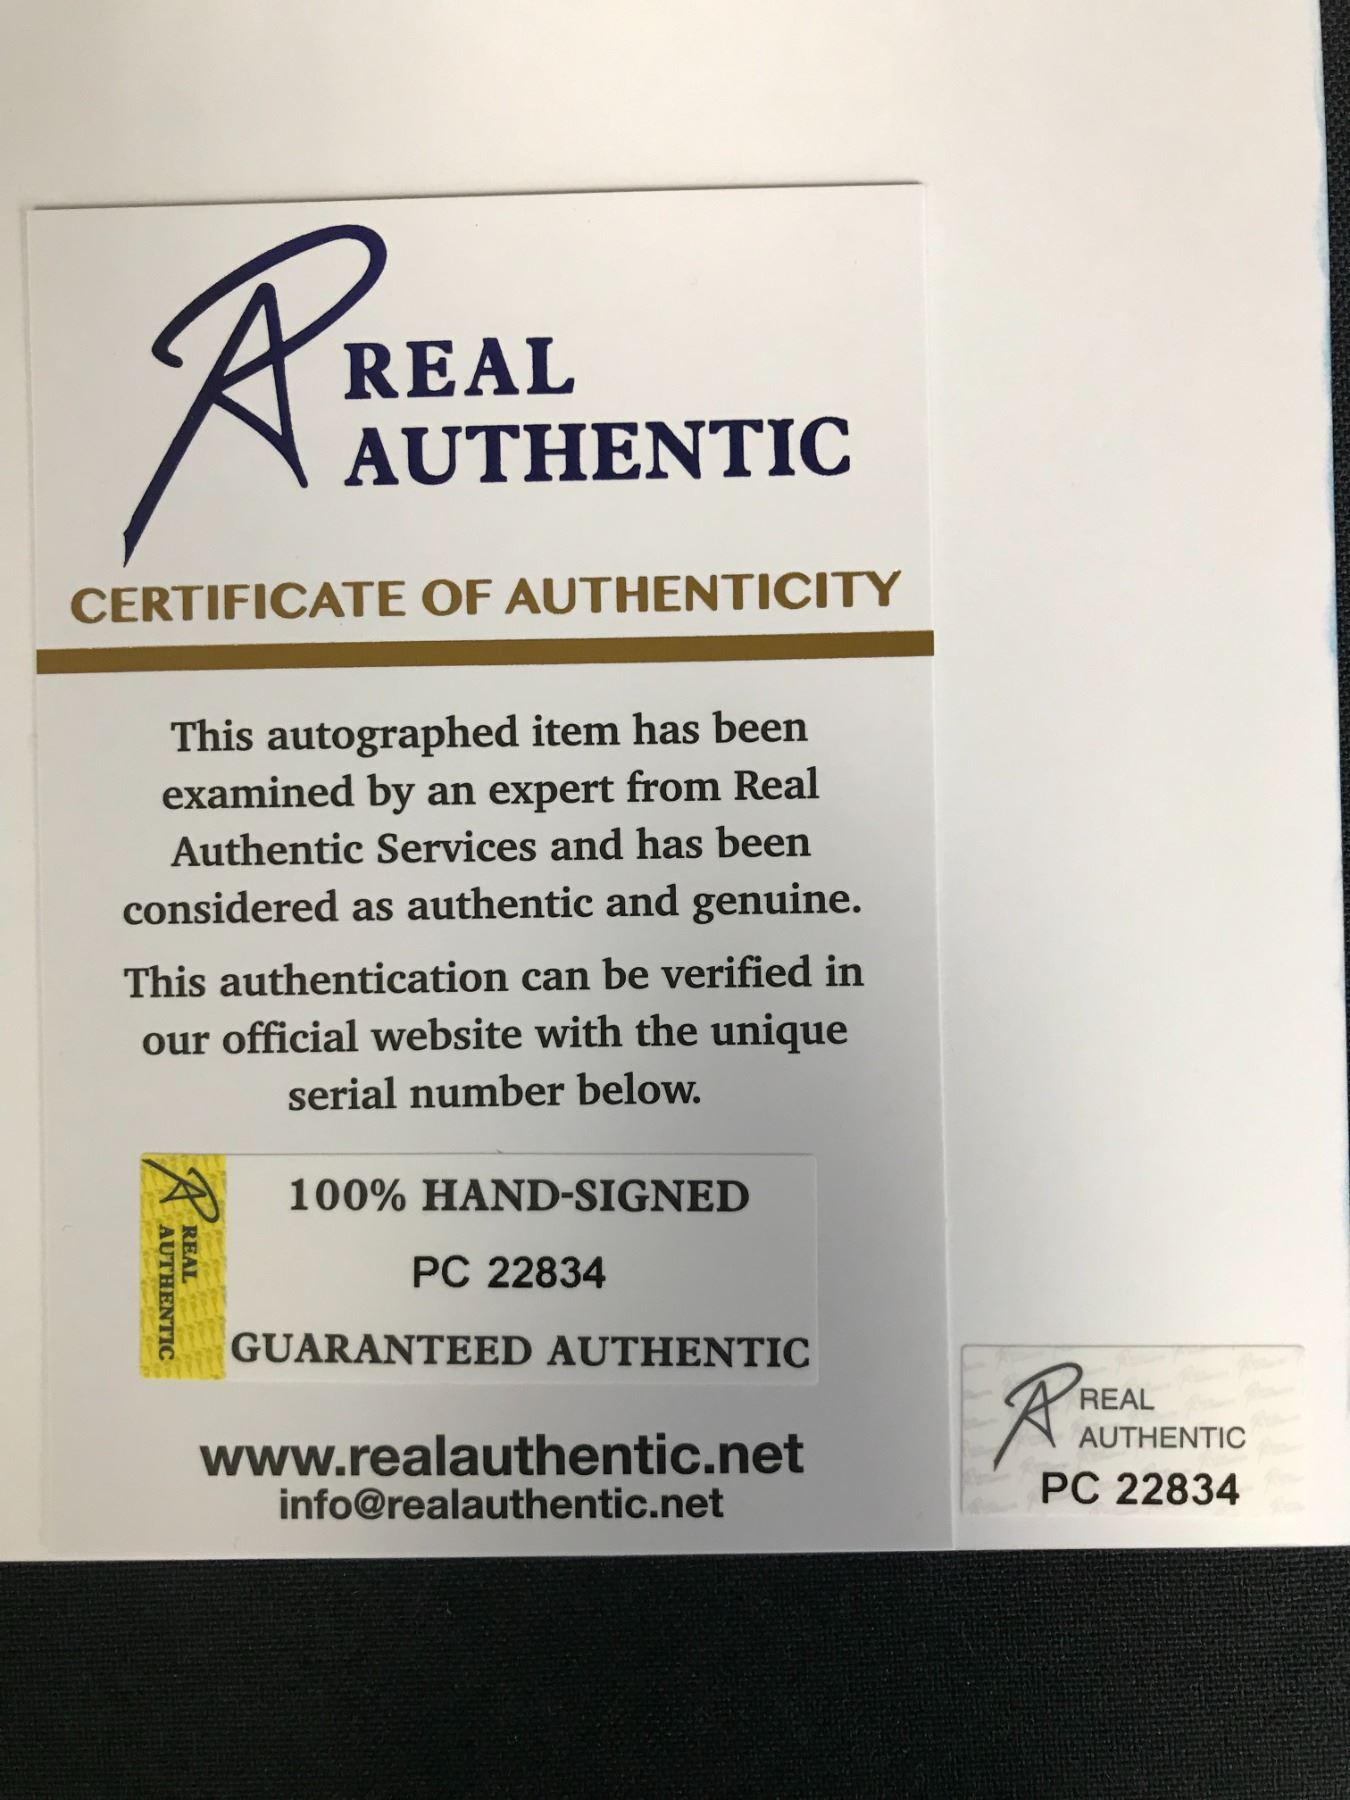 REAL
AUTHENTIC
CERTIFICATE OF AUTHENTICITY
This autographed item has been
examined by an expert from Real
Authentic Services and has been
considered as authentic and genuine.
This authentication can be verified in
our official website with the unique
serial number below.
REAL
AUTHENTIC
100% HAND-SIGNED
PC 22834
GUARANTEED AUTHENTIC
www.realauthentic.net
info@realauthentic.net
REAL
AUTHENTIC
PC 22834